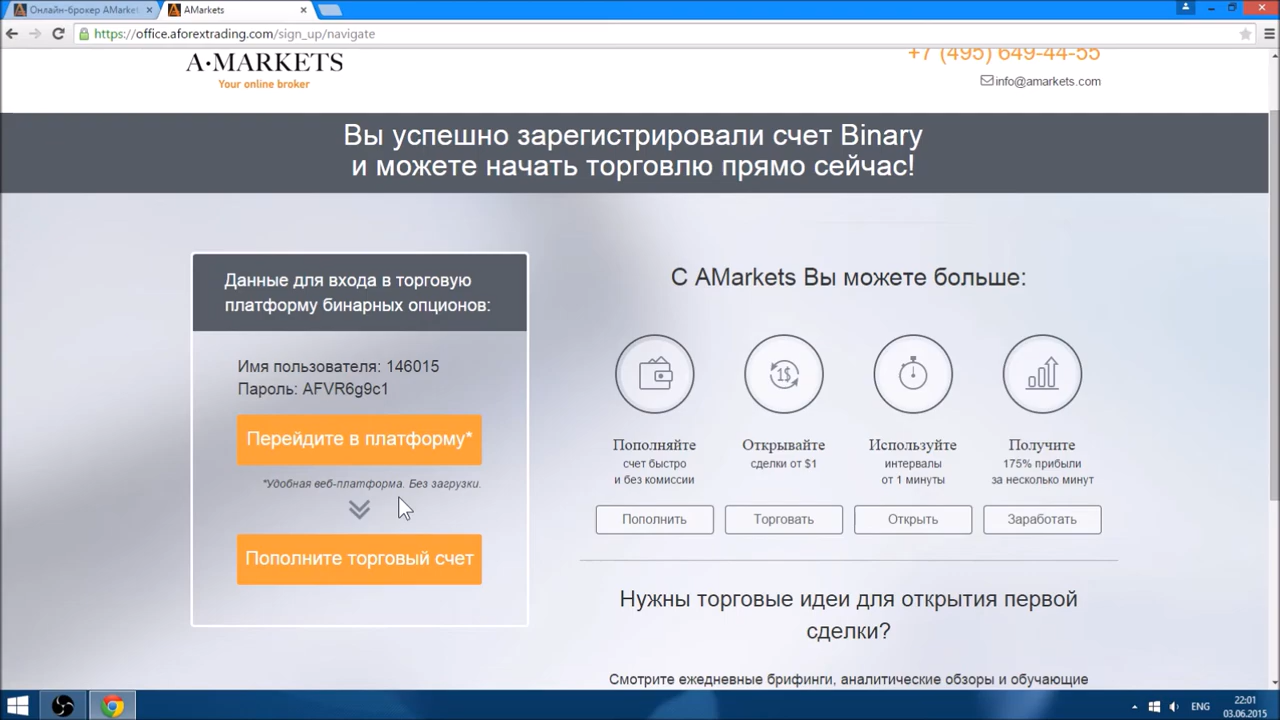 Онлайн-брокер AMarke
AMarkets
https://office.aforextrading.com/sign_up/navigate
A·MARKETS
Your online broker
+7 (495) 649-44-55
info@amarkets.com
Вы успешно зарегистрировали счет Binary
и можете начать торговлю прямо сейчас!
Данные для входа в торговую
платформу бинарных опционов:
Имя пользователя: 146015
Пароль: AFVR6g9c1
Перейдите в платформу*
*Удобная веб-платформа. Без загрузки.
Пополните торговый счет
С AMarkets Вы можете больше:
Пополняйте
счет быстро
и без комиссии
Пополнить
Открывайте
сделки от $1
Торговать
Используйте
интервалы
от 1 минуты
Открыть
Получите
175% прибыли
за несколько минут
Заработать
Нужны торговые идеи для открытия первой
сделки?
Смотрите ежедневные брифинги, аналитические обзоры и обучающие
ENG
22:01
03.06.2015